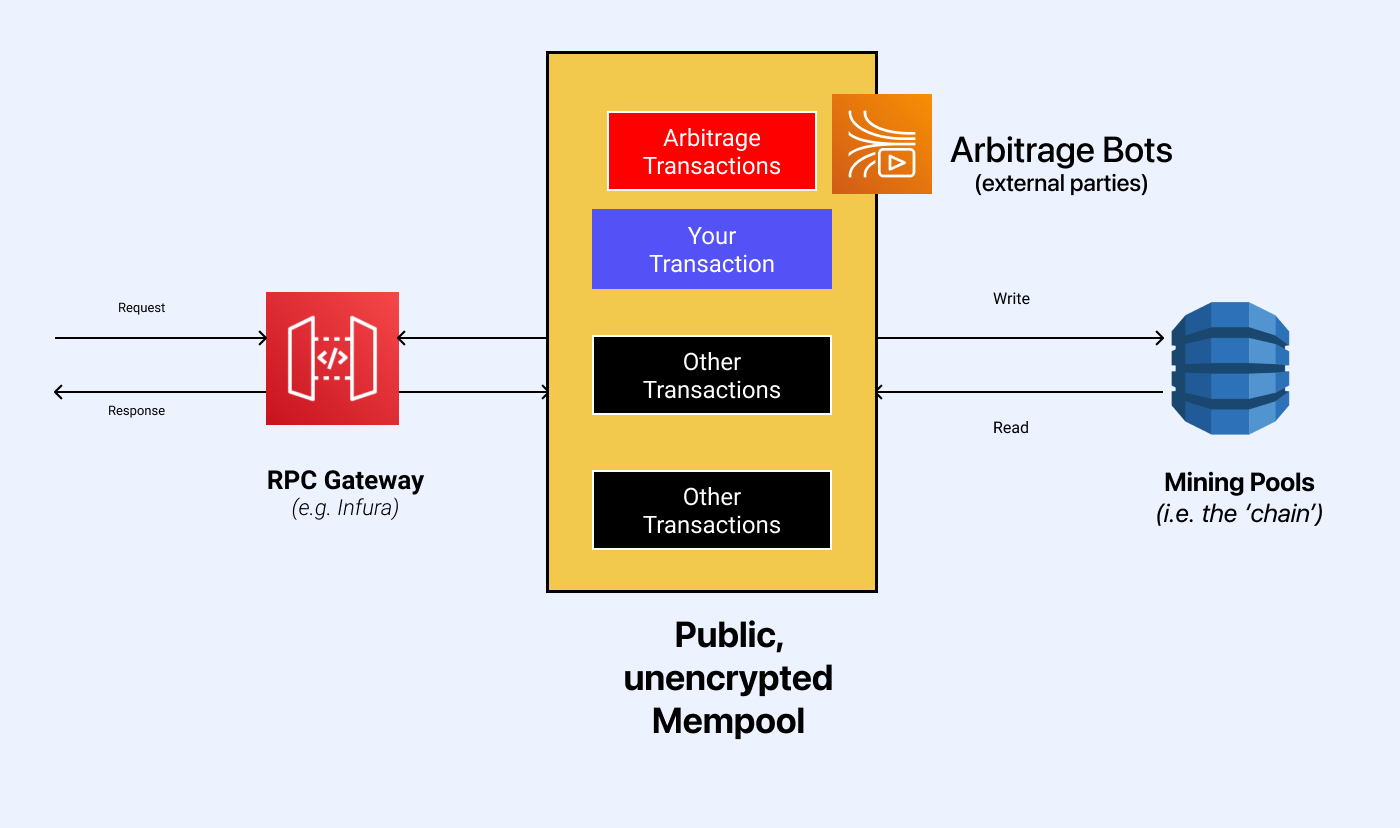 Arbitrage
Transactions
Arbitrage Bots
(external parties)
Your
Transaction
Request
Response
</>
RPC Gateway
(e.g. Infura)
Other
Transactions
Other
Transactions
Write
Read
Mining Pools
(i.e. the ‘chain’)
Public,
unencrypted
Mempool